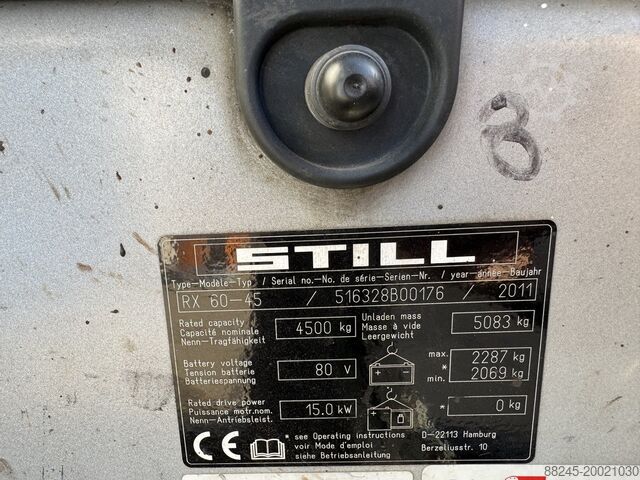 8
STILL
Type-Modèle-Typ / Serial no.-No. de série-Serien-Nr. / year-année-Baujahr
RX 60-45 / 516328B00176 / 2011
Rated capacity
Capacité nominale
Nenn-Tragfähigkeit
4500 kg
Unladen mass
Masse à vide
Leergewicht
5083 kg
Battery voltage
Tension batterie
Batteriespannung
80 V
max.
*
min.
2287 kg
2069 kg
Rated drive power
Puissance motr.nom.
Nenn-Antriebsleist.
15.0 kW
* 0 kg
CE
* see Operating instructions
voir Mode d'emploi
siehe Betriebsanleitung
D-22113 Hamburg
Berzeliusstr. 10
88245-20021030